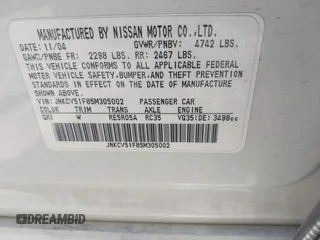 MANUFACTURED BY NISSAN MOTOR CO.,LTD.
DATE: 11/04 GVWR/PNBV: 4742 LBS.
GAWC/PNBE FR: 2298 LBS. RR: 2467 LBS.
THIS VEHICLE CONFORMS TO ALL APPLICABLE FEDERAL
MOTOR VEHICLE SAFETY, BUMPER, AND THEFT PREVENTION
STANDARDS IN EFFECT ON THE DATE OF MANUFACTURE
SHOWN ABOVE.
VIN: JNKCV51F85M305002 PASSENGER CAR
COLOR TRIM TRANS AXLE ENGINE
QX1 W RE5R05A RC35 VQ35(DE) 3498cc
JNKCV51F85M305002
DREAMBID